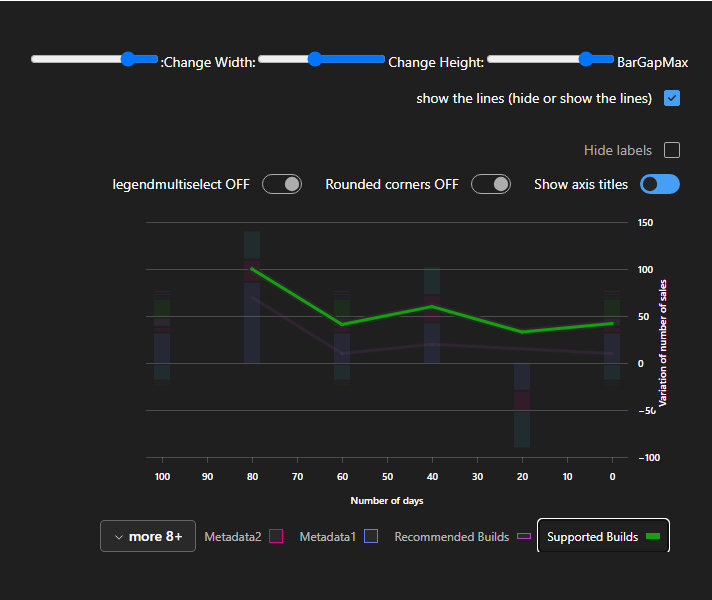 :Change Width: Change Height: BarGapMax
show the lines (hide or show the lines)
Hide labels
legendmultiselect OFF Rounded corners OFF Show axis titles
150
100
50
0
−50
−100
Variation of number of sales
100 90 80 70 60 50 40 30 20 10 0
Number of days
more 8+ Metadata2 Metadata1 Recommended Builds Supported Builds